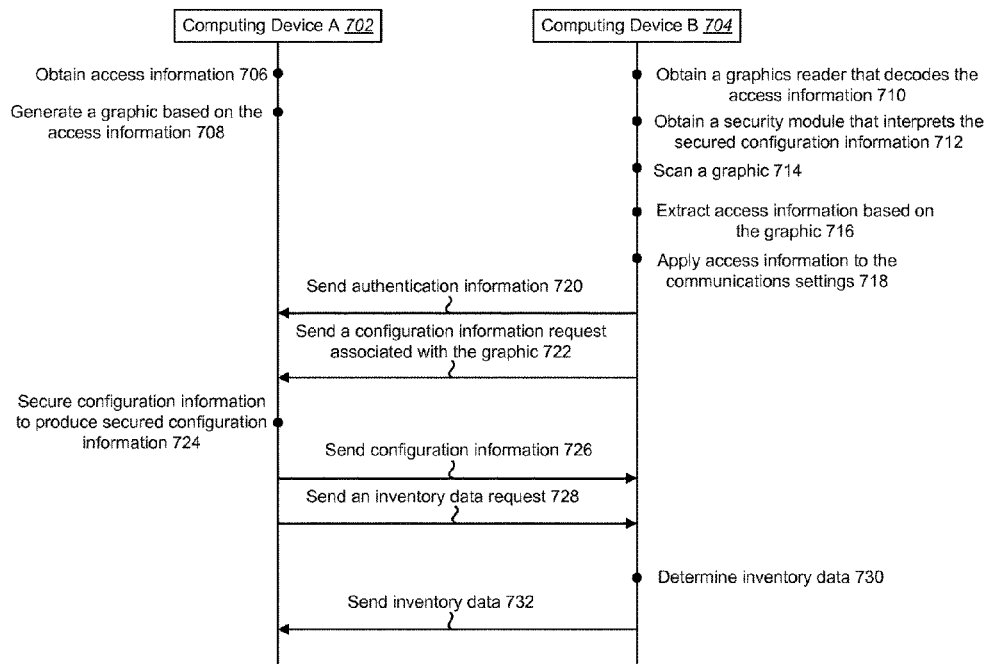 Computing Device A 702
Computing Device B 704
Obtain access information 706
Generate a graphic based on the
access information 708
Obtain a graphics reader that decodes the
access information 710
Obtain a security module that interprets the
secured configuration information 712
Scan a graphic 714
Extract access information based on
the graphic 716
Apply access information to the
communications settings 718
Send authentication information 720
Send a configuration information request
associated with the graphic 722
Secure configuration information
to produce secured configuration
information 724
Send configuration information 726
Send an inventory data request 728
Determine inventory data 730
Send inventory data 732